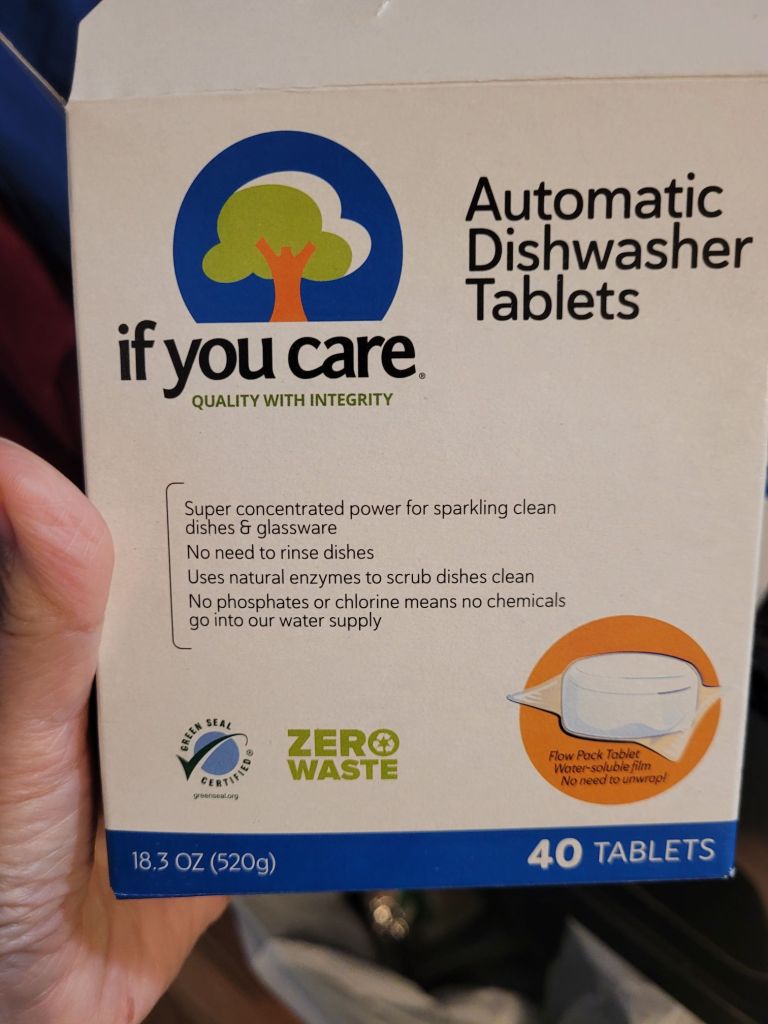 Automatic
Dishwasher
Tablets
if you care®
QUALITY WITH INTEGRITY
Super concentrated power for sparkling clean
dishes & glassware
No need to rinse dishes
Uses natural enzymes to scrub dishes clean
No phosphates or chlorine means no chemicals
go into our water supply
GREEN SEAL
CERTIFIED®
greenseal.org
ZERO
WASTE
Flow Pack Tablet
Water-soluble film
No need to unwrap!
18.3 OZ (520g)
40 TABLETS